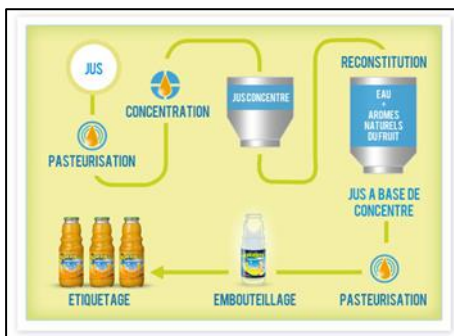 JUS
PASTEURISATION
CONCENTRATION
JUS CONCENTRE
RECONSTITUTION
EAU
+
AROMES
NATURELS
DU FRUIT
JUS A BASE DE
CONCENTRE
PASTEURISATION
EMBOUTEILLAGE
ETIQUETAGE